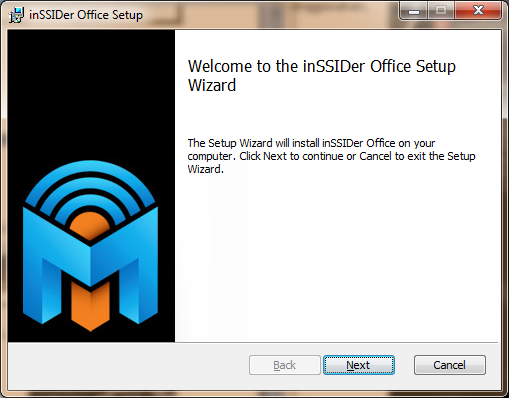 inSSIDer Office Setup
Welcome to the inSSIDer Office Setup
Wizard
The Setup Wizard will install inSSIDer Office on your
computer. Click Next to continue or Cancel to exit the Setup
Wizard.
Back
Next
Cancel